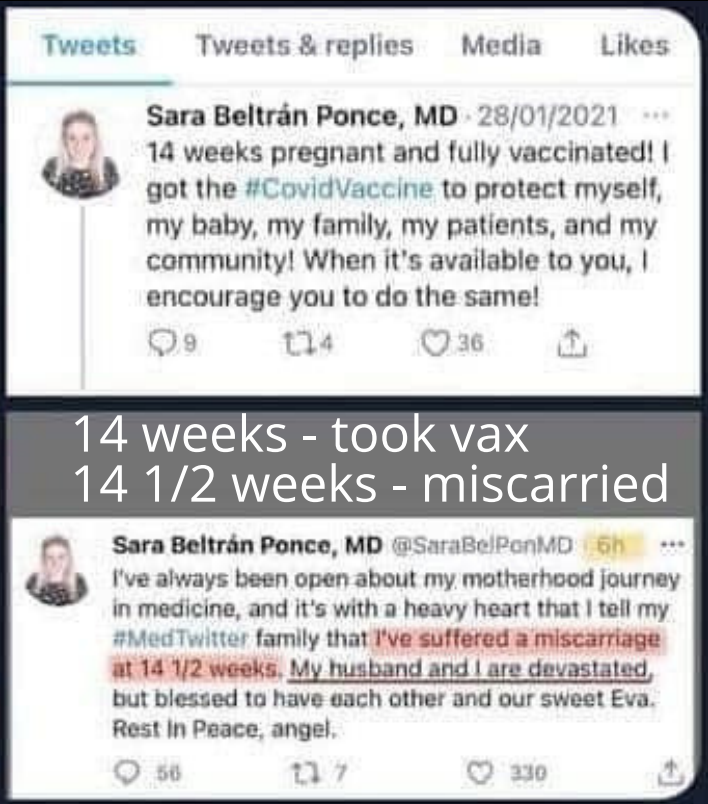 Tweets Tweets & replies Media Likes
Sara Beltrán Ponce, MD · 28/01/2021 ...
14 weeks pregnant and fully vaccinated! I
got the #CovidVaccine to protect myself,
my baby, my family, my patients, and my
community! When it's available to you, I
encourage you to do the same!
9 4 36
14 weeks - took vax
14 1/2 weeks - miscarried
Sara Beltrán Ponce, MD @SaraBelPonMD 6h ...
I've always been open about my motherhood journey
in medicine, and it's with a heavy heart that I tell my
#MedTwitter family that I've suffered a miscarriage
at 14 1/2 weeks. My husband and I are devastated,
but blessed to have each other and our sweet Eva.
Rest In Peace, angel.
56 7 330